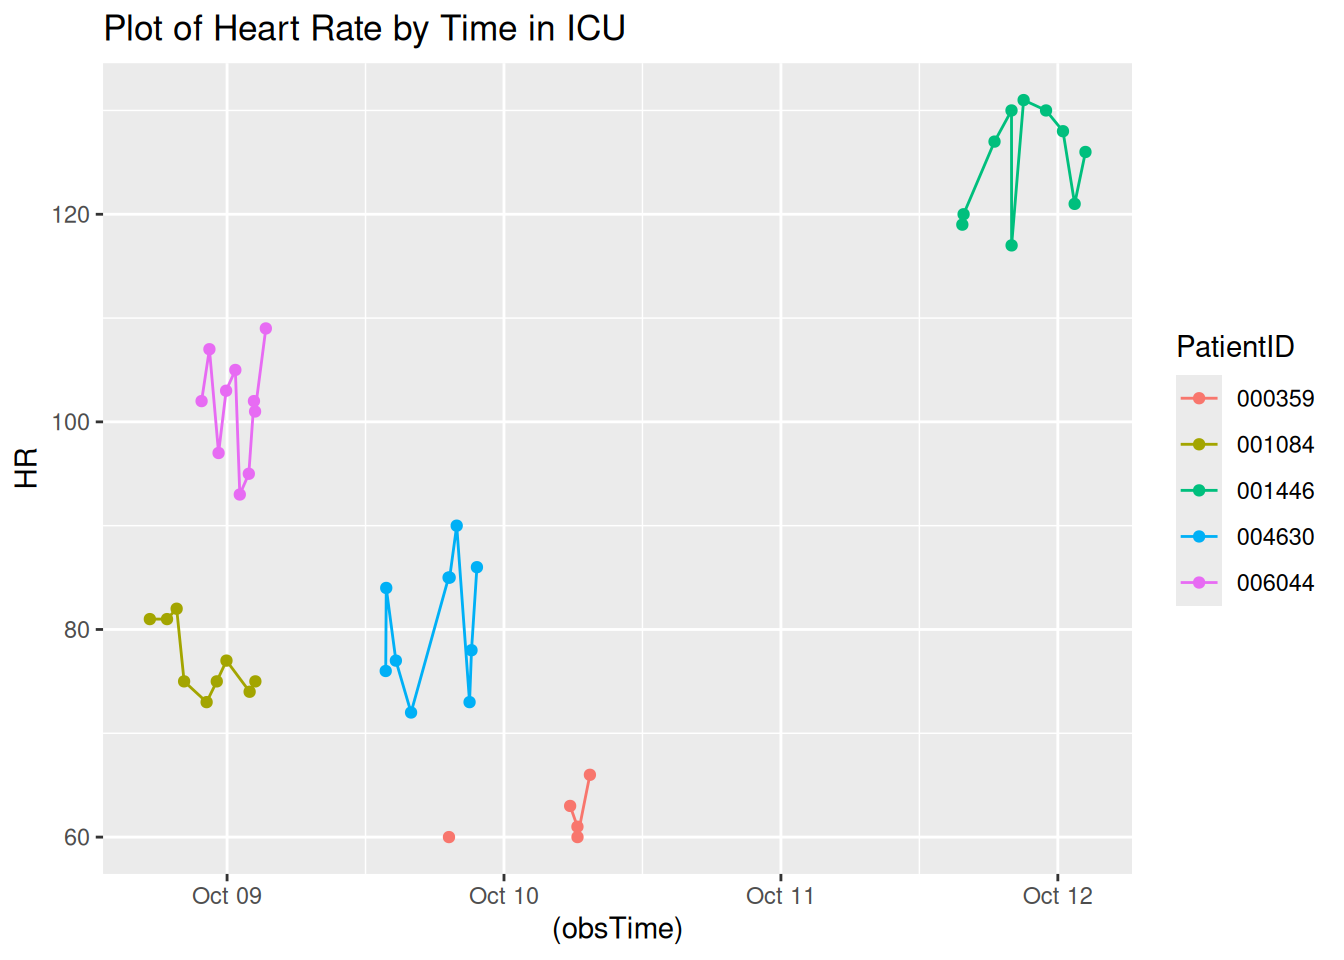 Plot of Heart Rate by Time in ICU
HR
120
100
80
60
Oct 09
Oct 10
Oct 11
Oct 12
(obsTime)
PatientID
000359
001084
001446
004630
006044